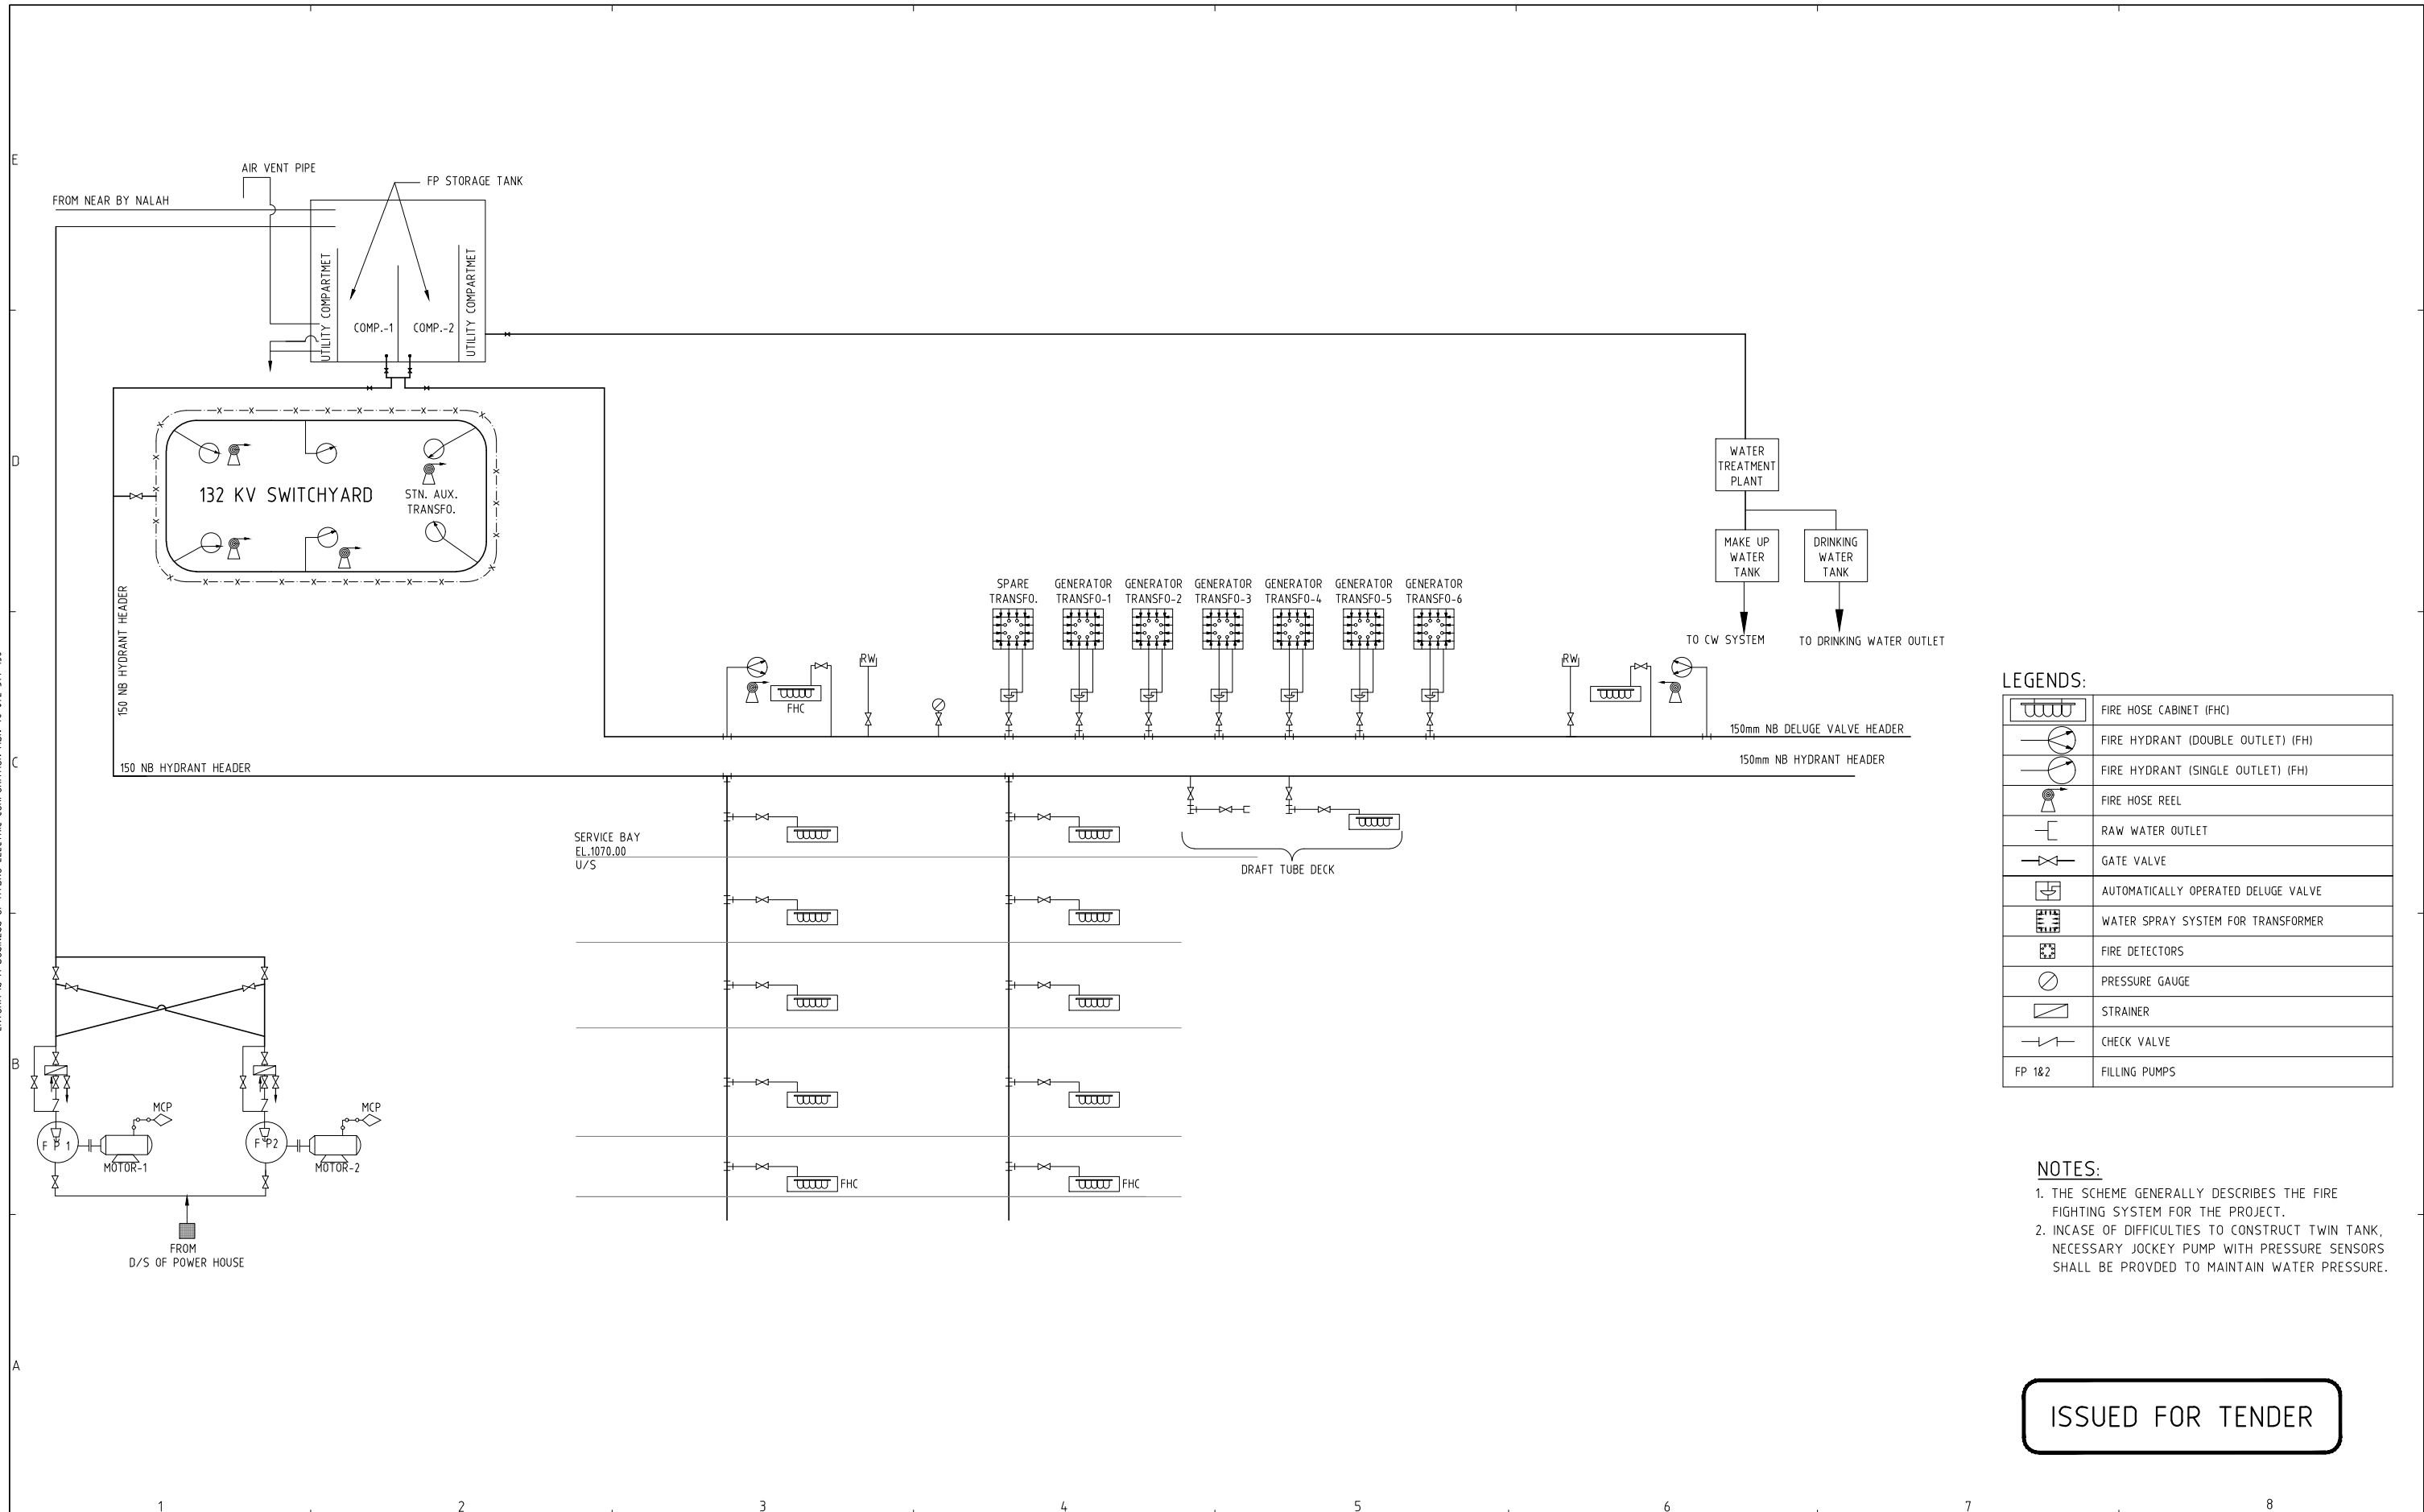 E
AIR VENT PIPE
FP STORAGE TANK
FROM NEAR BY NALAH
UTILITY COMPARTMET
COMP.-1
COMP.-2
UTILITY COMPARTMET
D
132 KV SWITCHYARD
STN. AUX.
TRANSFO.
WATER
TREATMENT
PLANT
MAKE UP
WATER
TANK
DRINKING
WATER
TANK
TO CW SYSTEM
TO DRINKING WATER OUTLET
150 NB HYDRANT HEADER
SPARE
TRANSFO.
GENERATOR
TRANSFO-1
GENERATOR
TRANSFO-2
GENERATOR
TRANSFO-3
GENERATOR
TRANSFO-4
GENERATOR
TRANSFO-5
GENERATOR
TRANSFO-6
RW
RW
FHC
150mm NB DELUGE VALVE HEADER
C
150 NB HYDRANT HEADER
150mm NB HYDRANT HEADER
SERVICE BAY
EL.1070.00
U/S
DRAFT TUBE DECK
B
MCP
MCP
F P 1
F P2
MOTOR-1
MOTOR-2
FHC
FHC
FROM
D/S OF POWER HOUSE
LEGENDS:
FIRE HOSE CABINET (FHC)
FIRE HYDRANT (DOUBLE OUTLET) (FH)
FIRE HYDRANT (SINGLE OUTLET) (FH)
FIRE HOSE REEL
RAW WATER OUTLET
GATE VALVE
AUTOMATICALLY OPERATED DELUGE VALVE
WATER SPRAY SYSTEM FOR TRANSFORMER
FIRE DETECTORS
PRESSURE GAUGE
STRAINER
CHECK VALVE
FP 1&2 FILLING PUMPS
NOTES:
1. THE SCHEME GENERALLY DESCRIBES THE FIRE
FIGHTING SYSTEM FOR THE PROJECT.
2. INCASE OF DIFFICULTIES TO CONSTRUCT TWIN TANK,
NECESSARY JOCKEY PUMP WITH PRESSURE SENSORS
SHALL BE PROVDED TO MAINTAIN WATER PRESSURE.
A
ISSUED FOR TENDER
1 2 3 4 5 6 7 8